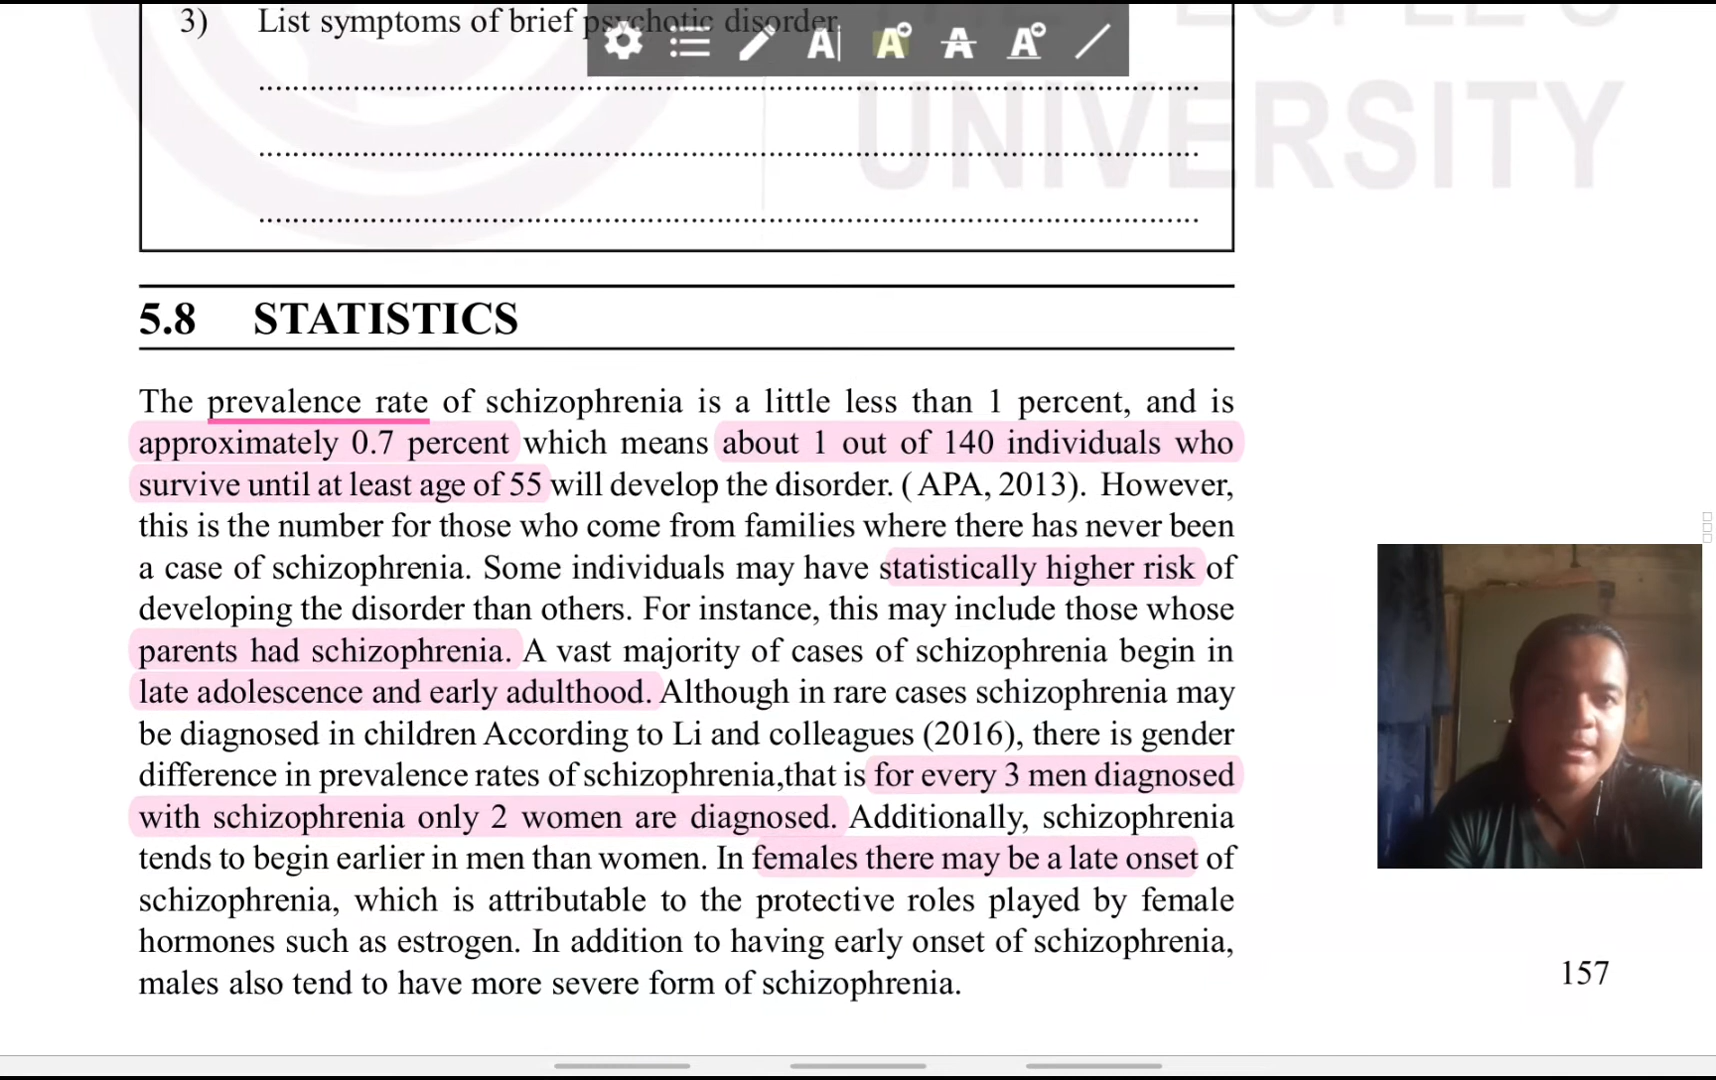 3) List symptoms of brief psychotic disorder.
UNIVERSITY
5.8 STATISTICS
The prevalence rate of schizophrenia is a little less than 1 percent, and is
approximately 0.7 percent which means about 1 out of 140 individuals who
survive until at least age of 55 will develop the disorder. ( APA, 2013). However,
this is the number for those who come from families where there has never been
a case of schizophrenia. Some individuals may have statistically higher risk of
developing the disorder than others. For instance, this may include those whose
parents had schizophrenia. A vast majority of cases of schizophrenia begin in
late adolescence and early adulthood. Although in rare cases schizophrenia may
be diagnosed in children According to Li and colleagues (2016), there is gender
difference in prevalence rates of schizophrenia,that is for every 3 men diagnosed
with schizophrenia only 2 women are diagnosed. Additionally, schizophrenia
tends to begin earlier in men than women. In females there may be a late onset of
schizophrenia, which is attributable to the protective roles played by female
hormones such as estrogen. In addition to having early onset of schizophrenia,
males also tend to have more severe form of schizophrenia.
157